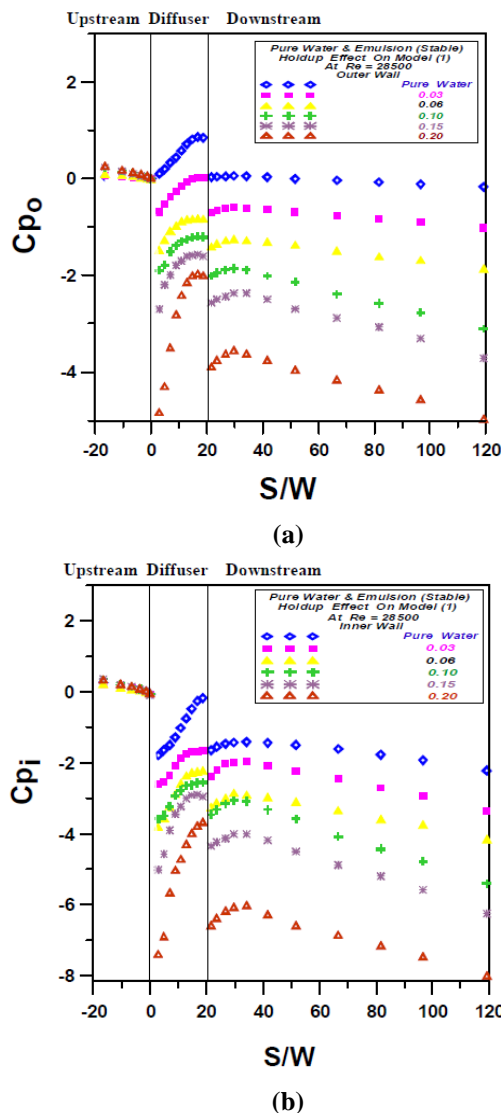 Upstream Diffuser Downstream
Pure Water & Emulsion (Stable)
Holdup Effect On Model (1)
At Re = 28500
Outer Wall
Pure Water
0.03
0.06
0.10
0.15
0.20
2
0
-2
-4
Cpo
-20 0 20 40 60 80 100 120
S/W
(a)
Upstream Diffuser Downstream
Pure Water & Emulsion (Stable)
Holdup Effect On Model (1)
At Re = 28500
Inner Wall
Pure Water
0.03
0.06
0.10
0.15
0.20
2
0
-2
-4
-6
-8
Cpi
-20 0 20 40 60 80 100 120
S/W
(b)